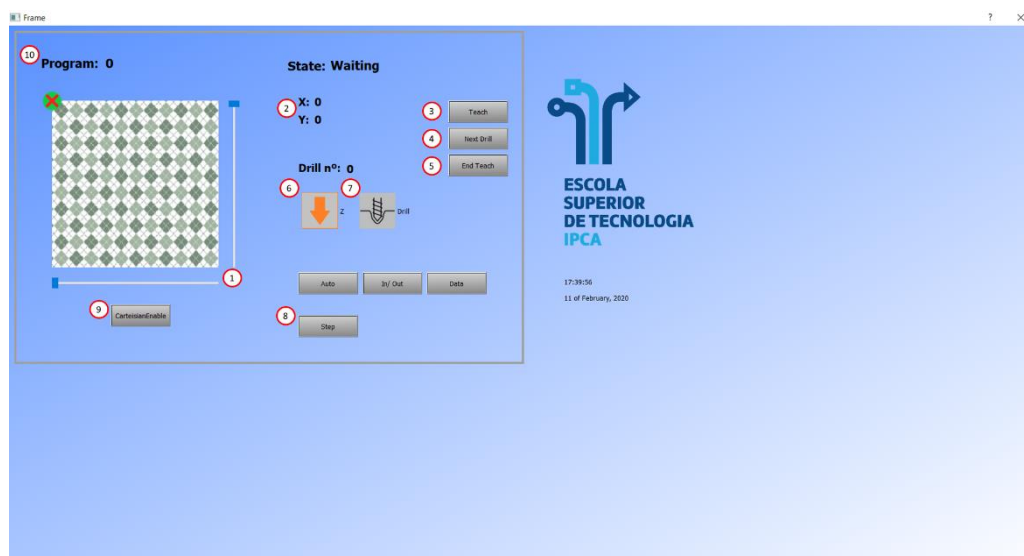 Frame
?
10
Program: 0
State: Waiting
2
X: 0
Y: 0
3
Teach
4
Next Drill
5
End Teach
Drill nº: 0
6
7
Z
Drill
1
Auto
In/ Out
Data
9
CarteisianEnable
8
Step
ESCOLA
SUPERIOR
DE TECNOLOGIA
IPCA
17:39:56
11 of February, 2020